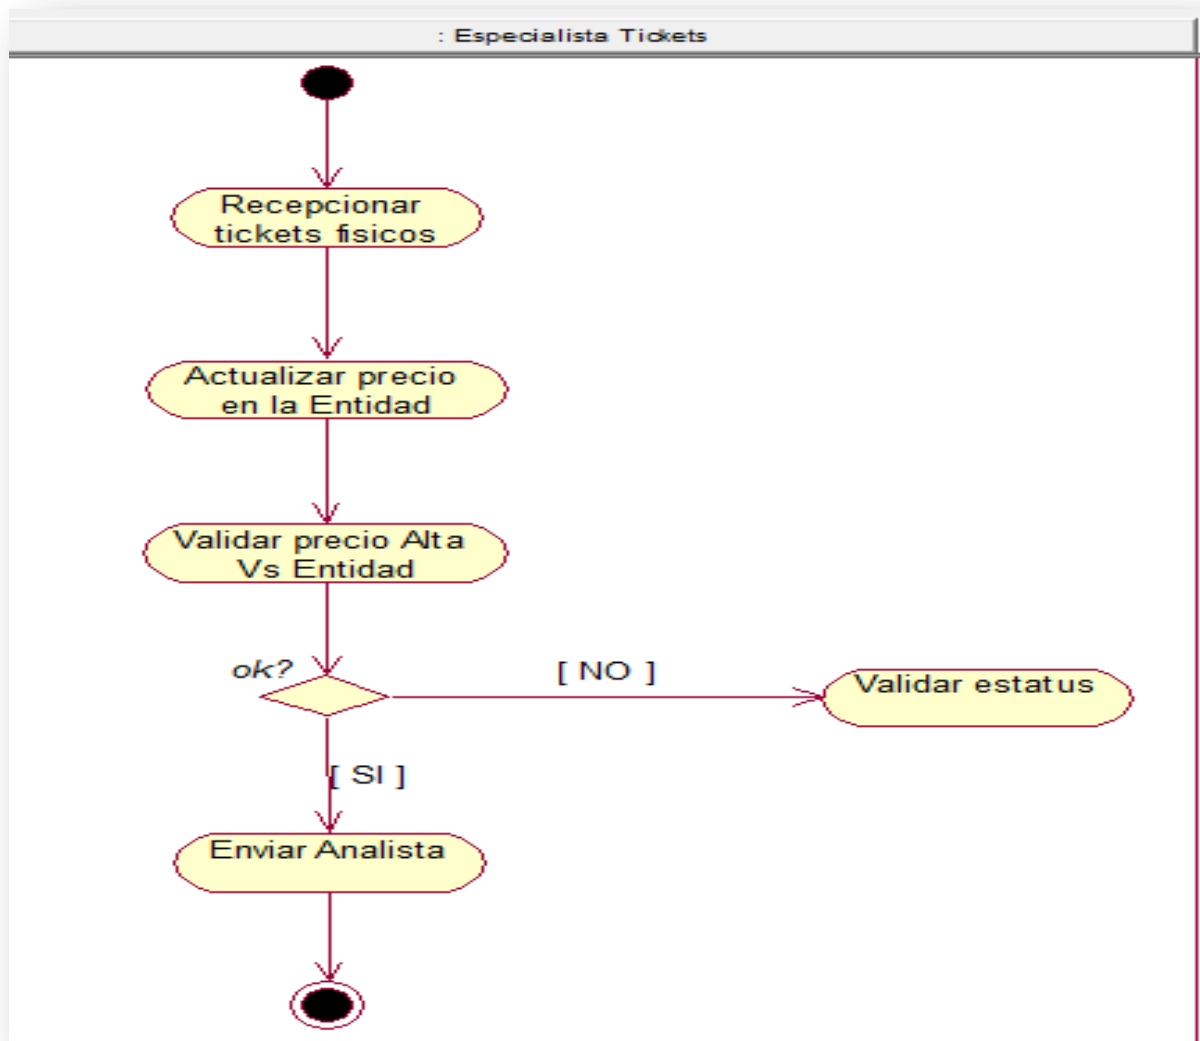 : Especialista Tickets
Recepcionar
tickets fisicos
Actualizar precio
en la Entidad
Validar precio Alta
Vs Entidad
ok?
[ NO ]
Validar estatus
[ SI ]
Enviar Analista